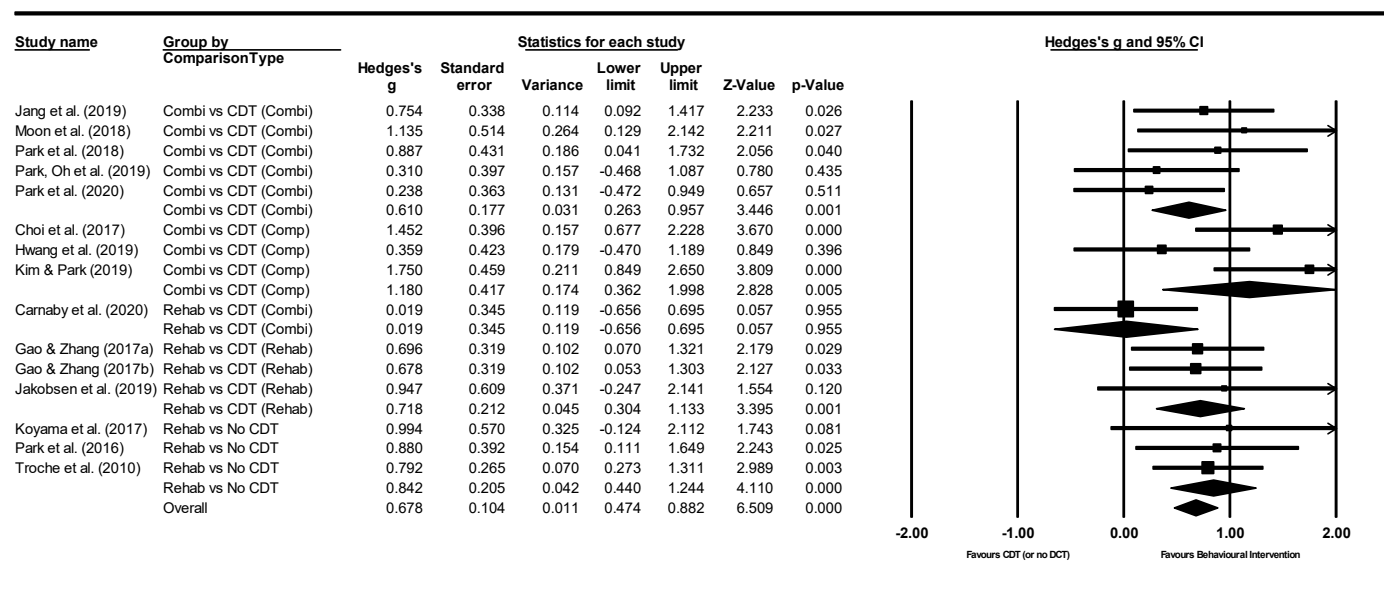 Study name Group by Statistics for each study Hedges's g and 95% CI
ComparisonType
Hedges's Standard Lower Upper
g error Variance limit limit Z-Value p-Value
Jang et al. (2019) Combi vs CDT (Combi) 0.754 0.338 0.114 0.092 1.417 2.233 0.026
Moon et al. (2018) Combi vs CDT (Combi) 1.135 0.514 0.264 0.129 2.142 2.211 0.027
Park et al. (2018) Combi vs CDT (Combi) 0.887 0.431 0.186 0.041 1.732 2.056 0.040
Park, Oh et al. (2019) Combi vs CDT (Combi) 0.310 0.397 0.157 -0.468 1.087 0.780 0.435
Park et al. (2020) Combi vs CDT (Combi) 0.238 0.363 0.131 -0.472 0.949 0.657 0.511
Combi vs CDT (Combi) 0.610 0.177 0.031 0.263 0.957 3.446 0.001
Choi et al. (2017) Combi vs CDT (Comp) 1.452 0.396 0.157 0.677 2.228 3.670 0.000
Hwang et al. (2019) Combi vs CDT (Comp) 0.359 0.423 0.179 -0.470 1.189 0.849 0.396
Kim & Park (2019) Combi vs CDT (Comp) 1.750 0.459 0.211 0.849 2.650 3.809 0.000
Combi vs CDT (Comp) 1.180 0.417 0.174 0.362 1.998 2.828 0.005
Carnaby et al. (2020) Rehab vs CDT (Combi) 0.019 0.345 0.119 -0.656 0.695 0.057 0.955
Rehab vs CDT (Combi) 0.019 0.345 0.119 -0.656 0.695 0.057 0.955
Gao & Zhang (2017a) Rehab vs CDT (Rehab) 0.696 0.319 0.102 0.070 1.321 2.179 0.029
Gao & Zhang (2017b) Rehab vs CDT (Rehab) 0.678 0.319 0.102 0.053 1.303 2.127 0.033
Jakobsen et al. (2019) Rehab vs CDT (Rehab) 0.947 0.609 0.371 -0.247 2.141 1.554 0.120
Rehab vs CDT (Rehab) 0.718 0.212 0.045 0.304 1.133 3.395 0.001
Koyama et al. (2017) Rehab vs No CDT 0.994 0.570 0.325 -0.124 2.112 1.743 0.081
Park et al. (2016) Rehab vs No CDT 0.880 0.392 0.154 0.111 1.649 2.243 0.025
Troche et al. (2010) Rehab vs No CDT 0.792 0.265 0.070 0.273 1.311 2.989 0.003
Rehab vs No CDT 0.842 0.205 0.042 0.440 1.244 4.110 0.000
Overall 0.678 0.104 0.011 0.474 0.882 6.509 0.000
-2.00 -1.00 0.00 1.00 2.00
Favours CDT (or no DCT) Favours Behavioural Intervention